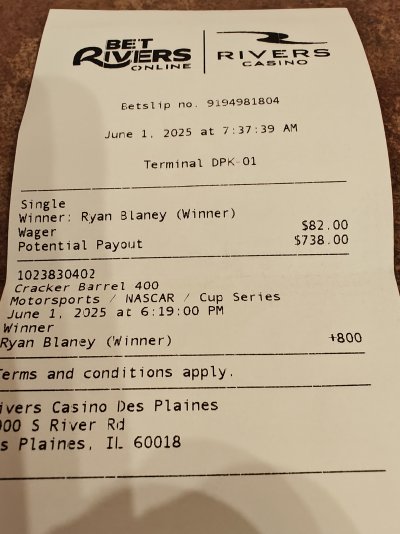 BET RIVERS ONLINE
RIVERS CASINO
Betslip no. 9194981804
June 1, 2025 at 7:37:39 AM
Terminal DPK-01
Single
Winner: Ryan Blaney (Winner)
Wager $82.00
Potential Payout $738.00
1023830402
Cracker Barrel 400
Motorsports / NASCAR / Cup Series
June 1, 2025 at 6:19:00 PM
Winner
Ryan Blaney (Winner) +800
Terms and conditions apply.
ivers Casino Des Plaines
00 S River Rd
s Plaines, IL 60018